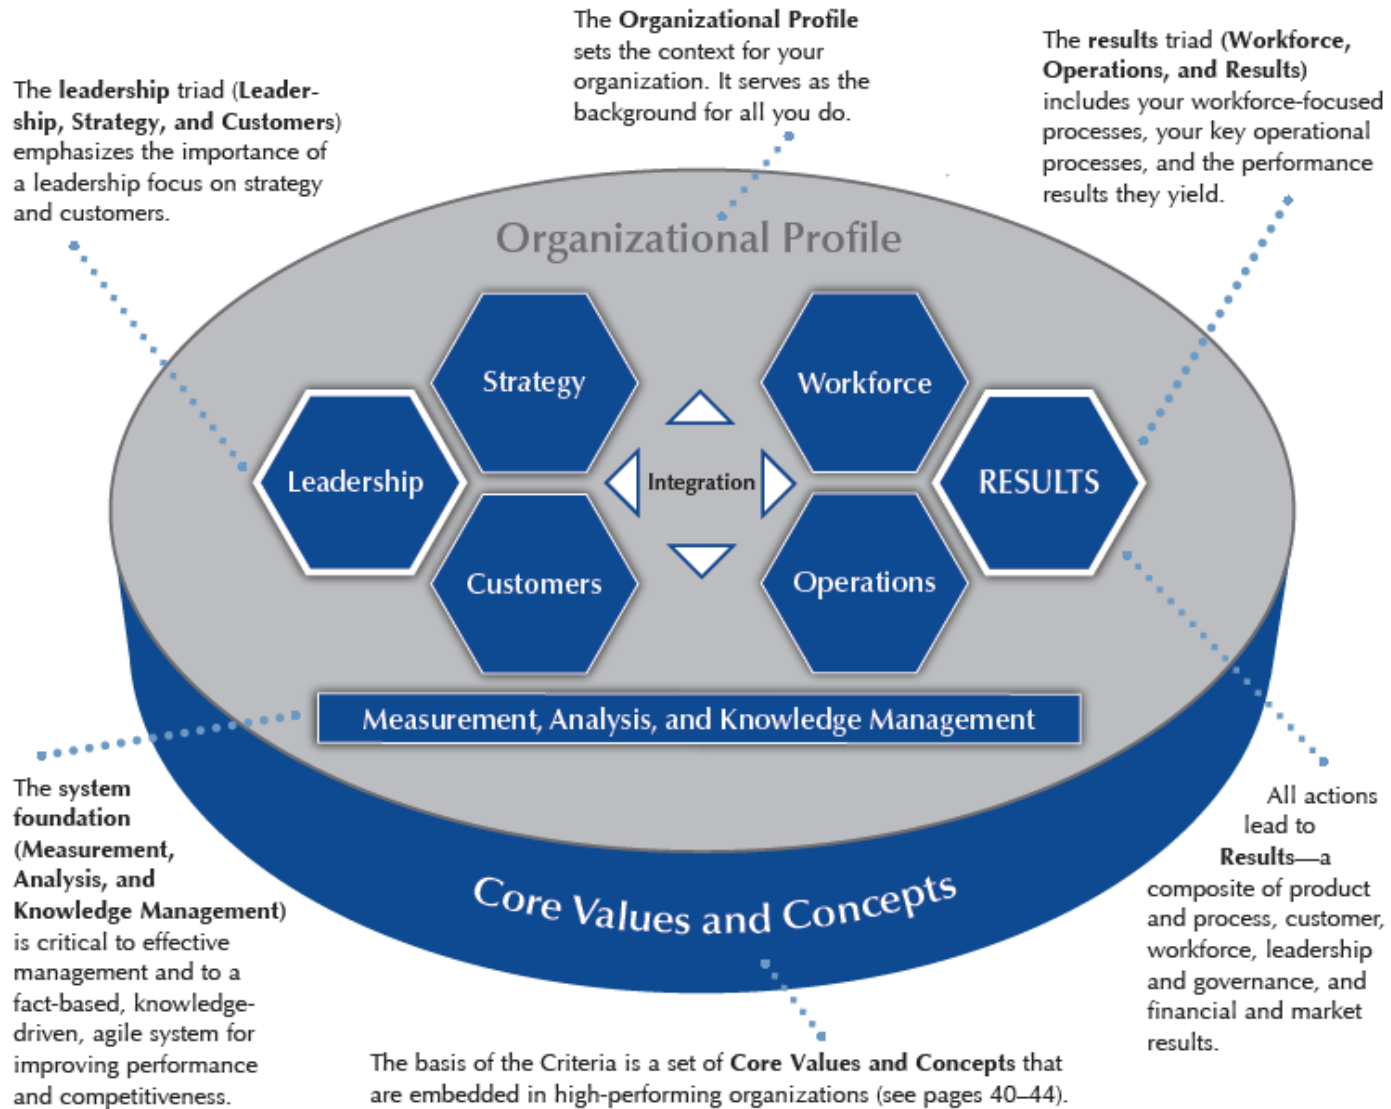 The Organizational Profile
sets the context for your
organization. It serves as the
background for all you do.
The results triad (Workforce,
Operations, and Results)
includes your workforce-focused
processes, your key operational
processes, and the performance
results they yield.
The leadership triad (Leader-
ship, Strategy, and Customers)
emphasizes the importance of
a leadership focus on strategy
and customers.
Organizational Profile
Strategy
Workforce
Leadership
Integration
RESULTS
Customers
Operations
Measurement, Analysis, and Knowledge Management
The system
foundation
(Measurement,
Analysis, and
Knowledge Management)
is critical to effective
management and to a
fact-based, knowledge-
driven, agile system for
improving performance
and competitiveness.
All actions
lead to
Results—a
composite of product
and process, customer,
workforce, leadership
and governance, and
financial and market
results.
Core Values and Concepts
The basis of the Criteria is a set of Core Values and Concepts that
are embedded in high-performing organizations (see pages 40–44).